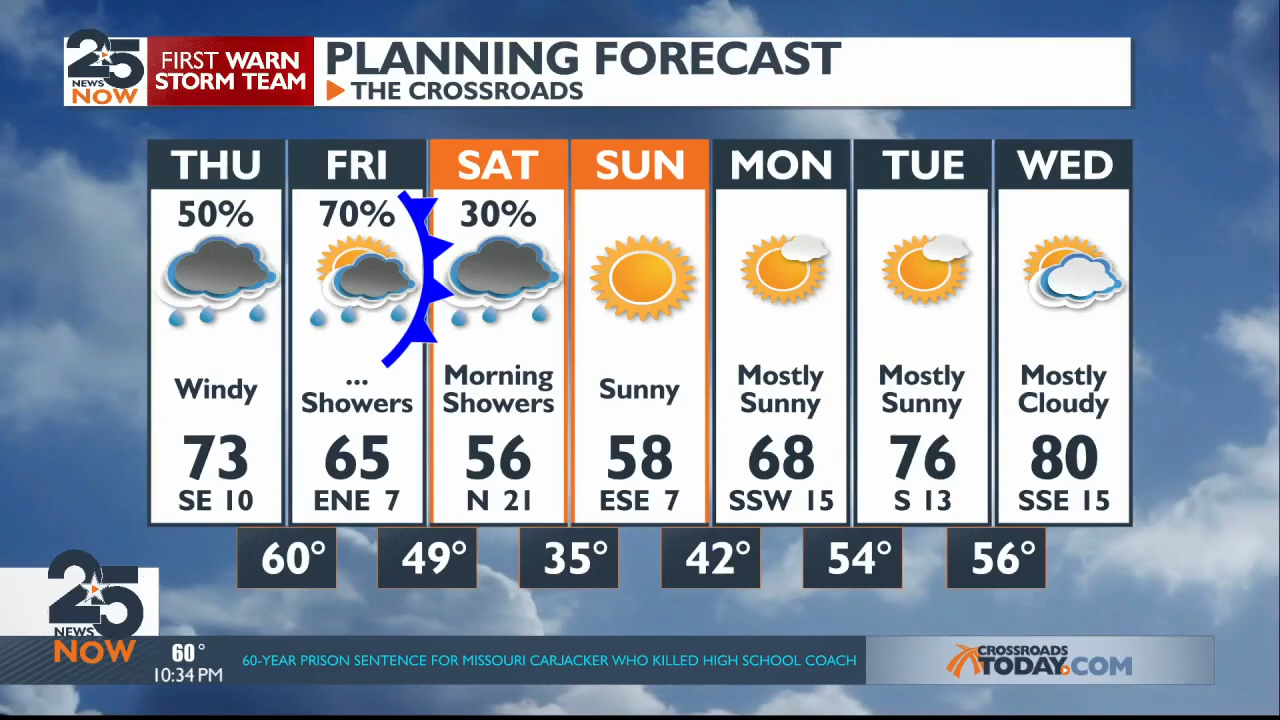 25
NEWS
NOW
FIRST WARN
STORM TEAM
PLANNING FORECAST
THE CROSSROADS
THU FRI SAT SUN MON TUE WED
50% 70% 30%
Windy
...
Showers
Morning
Showers
Sunny
Mostly
Sunny
Mostly
Sunny
Mostly
Cloudy
73 65 56 58 68 76 80
SE 10 ENE 7 N 21 ESE 7 SSW 15 S 13 SSE 15
60° 49° 35° 42° 54° 56°
25
NEWS
NOW
60°
10:34 PM
60-YEAR PRISON SENTENCE FOR MISSOURI CARJACKER WHO KILLED HIGH SCHOOL COACH
CROSSROADS
TODAY.COM